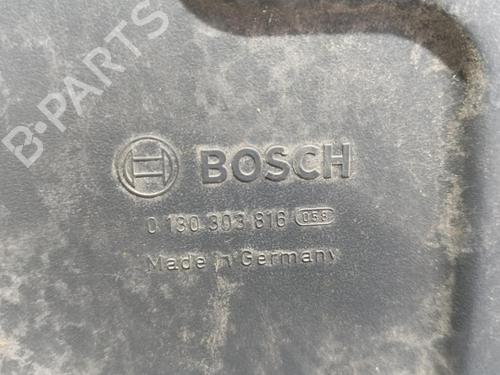 B-PARTS
BOSCH
0 130 303 816 058
Made in Germany